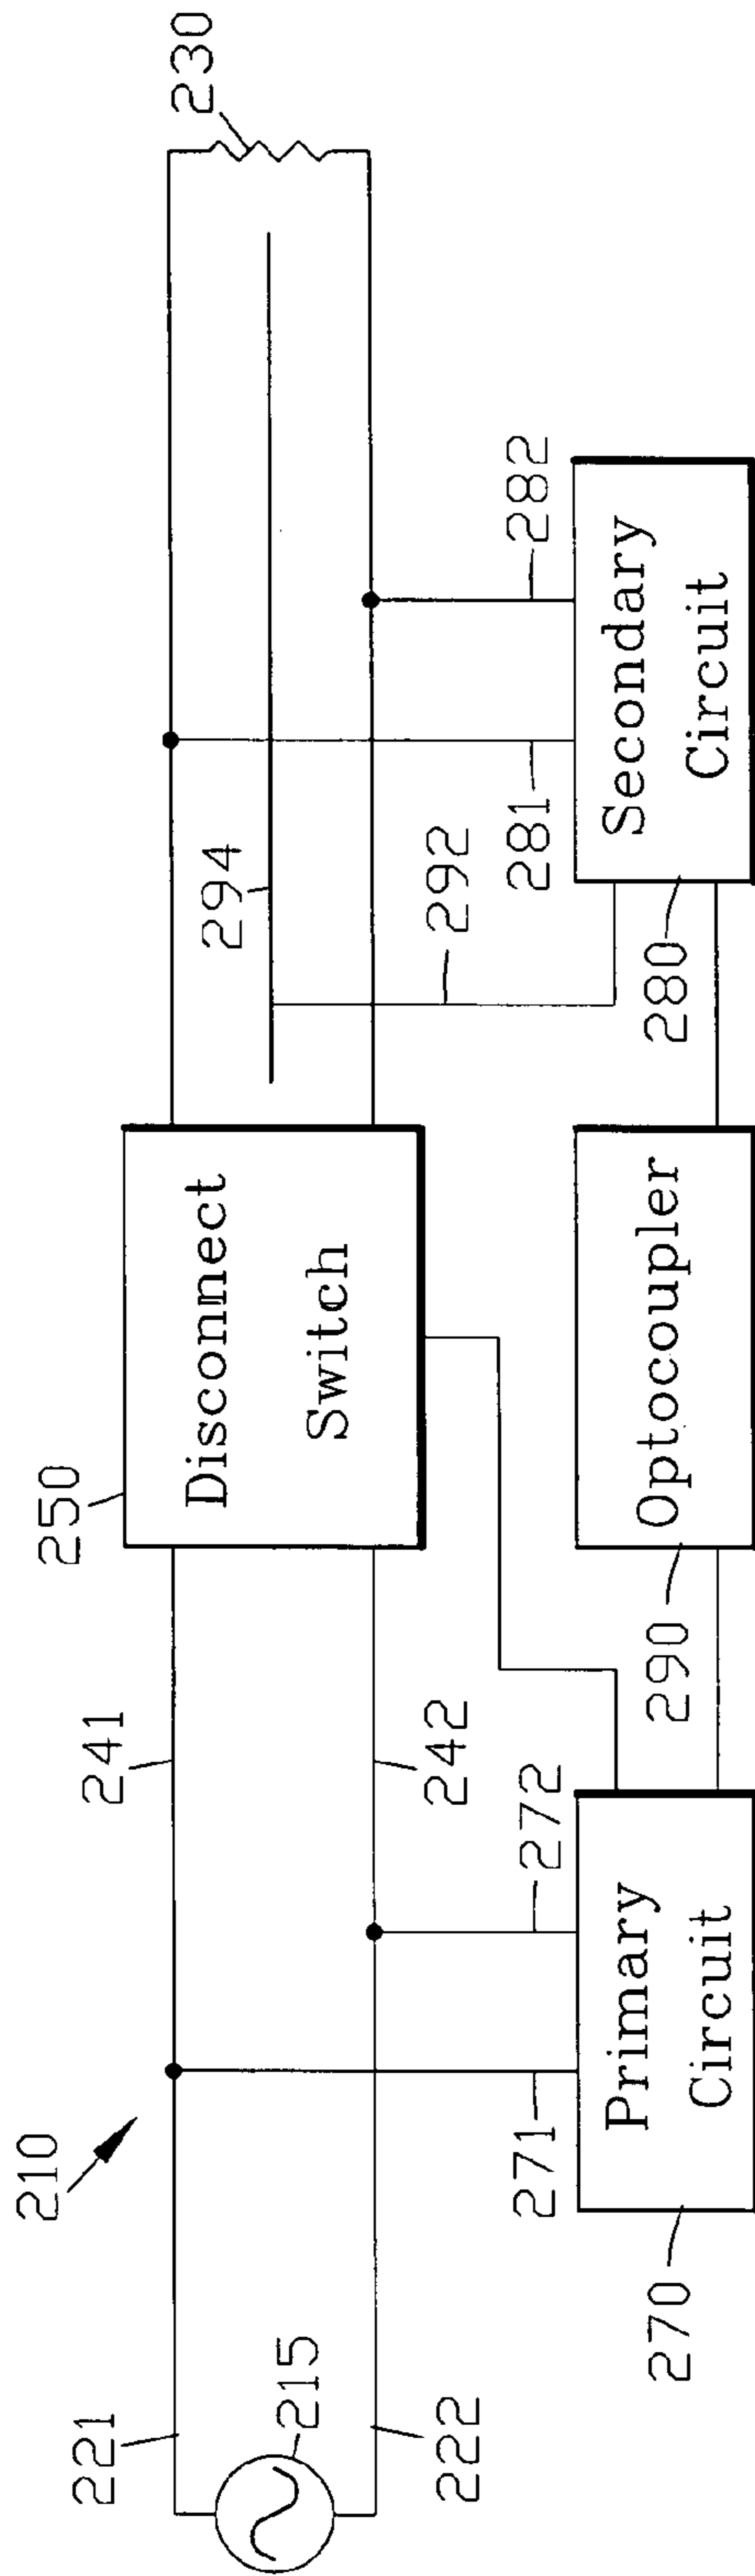 210
221
215
222
241
242
250
Disconnect
Switch
294
230
271
272
292
281
282
Primary
Circuit
270
Optocoupler
290
Secondary
Circuit
280